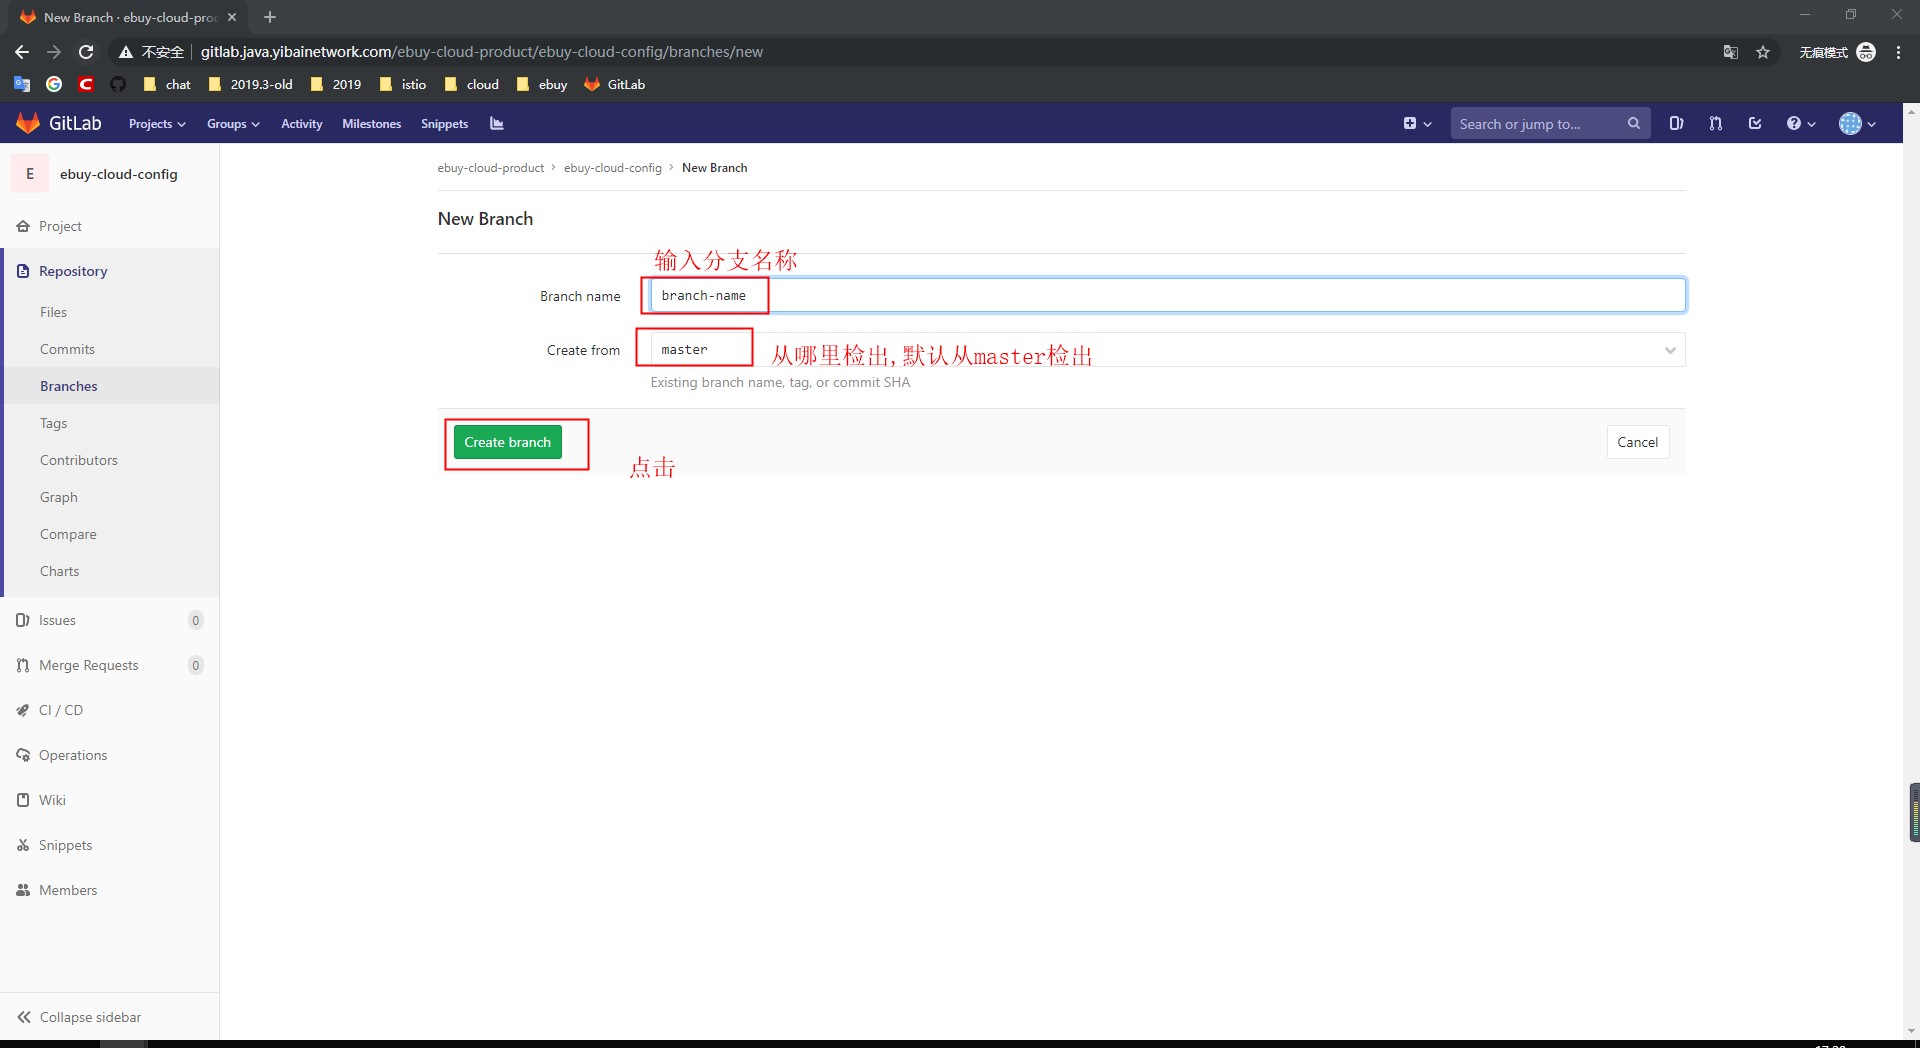 New Branch · ebuy-cloud-proc
不安全 gitlab.java.yibainetwork.com/ebuy-cloud-product/ebuy-cloud-config/branches/new 无痕模式
chat 2019.3-old 2019 istio cloud ebuy GitLab
GitLab Projects Groups Activity Milestones Snippets Search or jump to...
E ebuy-cloud-config
Project
Repository
Files
Commits
Branches
Tags
Contributors
Graph
Compare
Charts
Issues 0
Merge Requests 0
CI / CD
Operations
Wiki
Snippets
Members
Collapse sidebar
ebuy-cloud-product › ebuy-cloud-config › New Branch
New Branch
输入分支名称
Branch name branch-name
Create from master 从哪里检出,默认从master检出
Existing branch name, tag, or commit SHA
Create branch Cancel
点击